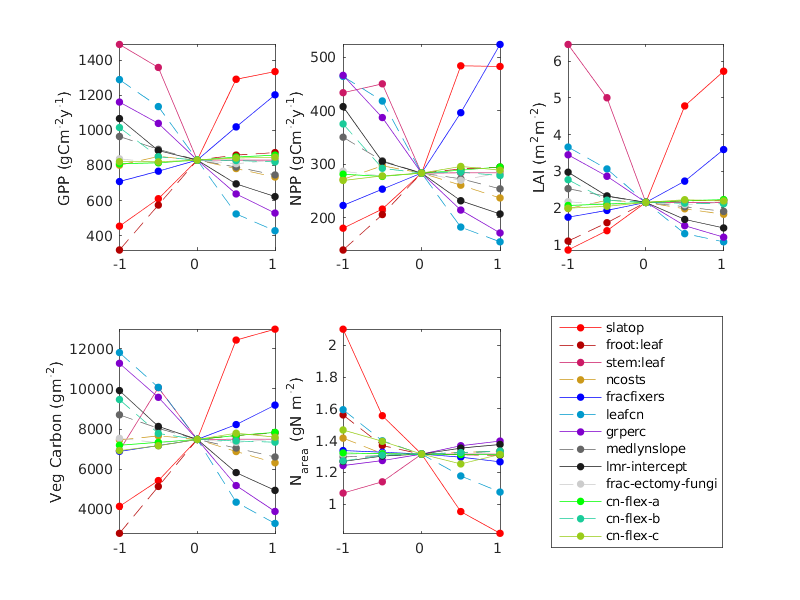 GPP (gCm-2y-1)
1400
1200
1000
800
600
400
-1 0 1
NPP (gCm-2y-1)
500
400
300
200
-1 0 1
LAI (m2m-2)
6
5
4
3
2
1
-1 0 1
Veg Carbon (gm-2)
12000
10000
8000
6000
4000
-1 0 1
Narea (gN m-2)
2
1.8
1.6
1.4
1.2
1
-1 0 1
slatop
froot:leaf
stem:leaf
ncosts
fracfixers
leafcn
grperc
medlynslope
lmr-intercept
frac-ectomy-fungi
cn-flex-a
cn-flex-b
cn-flex-c